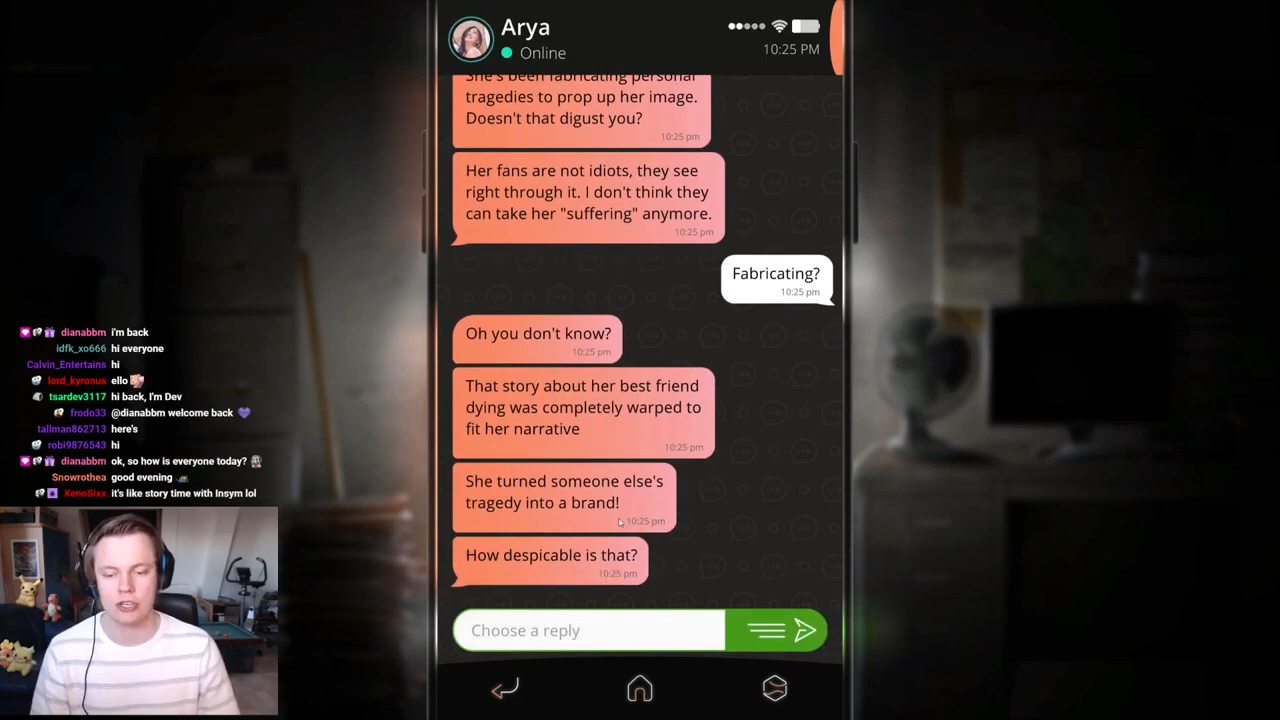 Arya
Online
10:25 PM
She's been fabricating personal
tragedies to prop up her image.
Doesn't that digust you?
10:25 pm
Her fans are not idiots, they see
right through it. I don't think they
can take her "suffering" anymore.
10:25 pm
Fabricating?
10:25 pm
Oh you don't know?
10:25 pm
That story about her best friend
dying was completely warped to
fit her narrative
10:25 pm
She turned someone else's
tragedy into a brand!
10:25 pm
How despicable is that?
10:25 pm
Choose a reply
dianabbm i'm back
idfk_xo666 hi everyone
Calvin_Entertains hi
lord_kyronus ello
tsardev3117 hi back, I'm Dev
frodo33 @dianabbm welcome back
tallman862713 here's
robi9876543 hi
dianabbm ok, so how is everyone today?
Snowrothea good evening
XenoSixx it's like story time with Insym lol